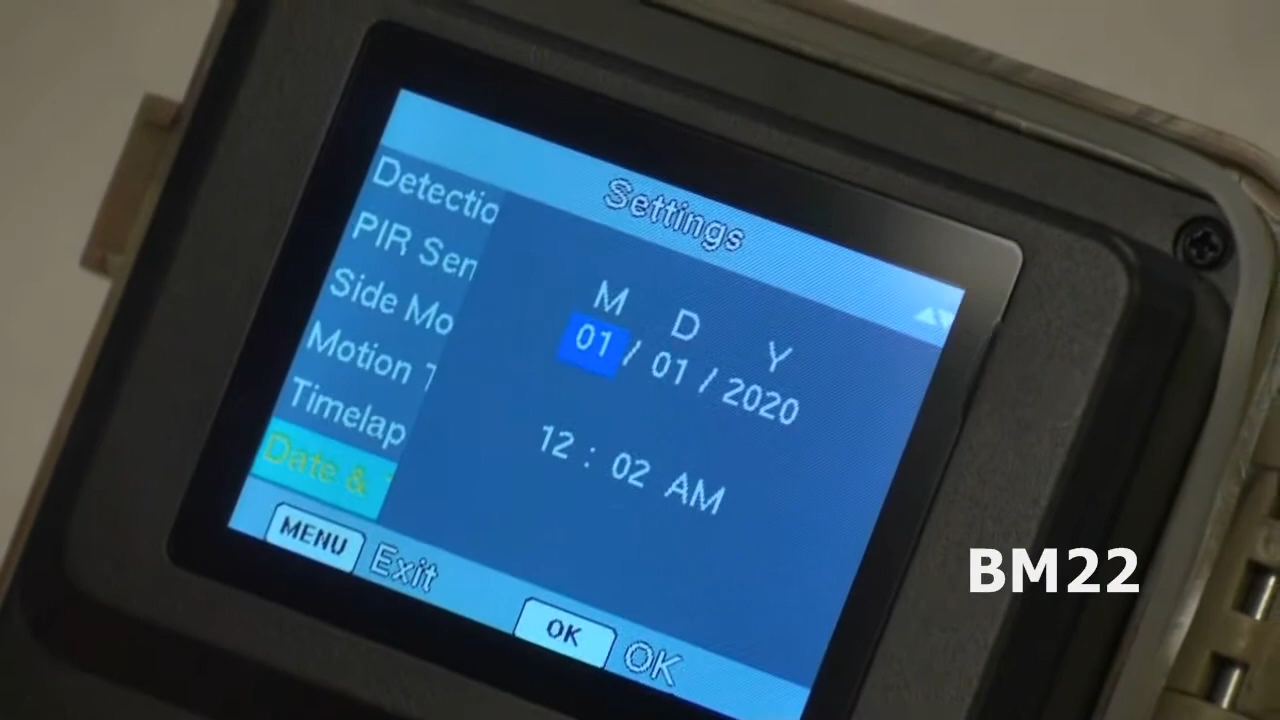 Settings
Detectio
PIR Sen
Side Mo
Motion T
Timelap
Date &
M D Y
01 / 01 / 2020
12 : 02 AM
MENU Exit
OK OK
BM22